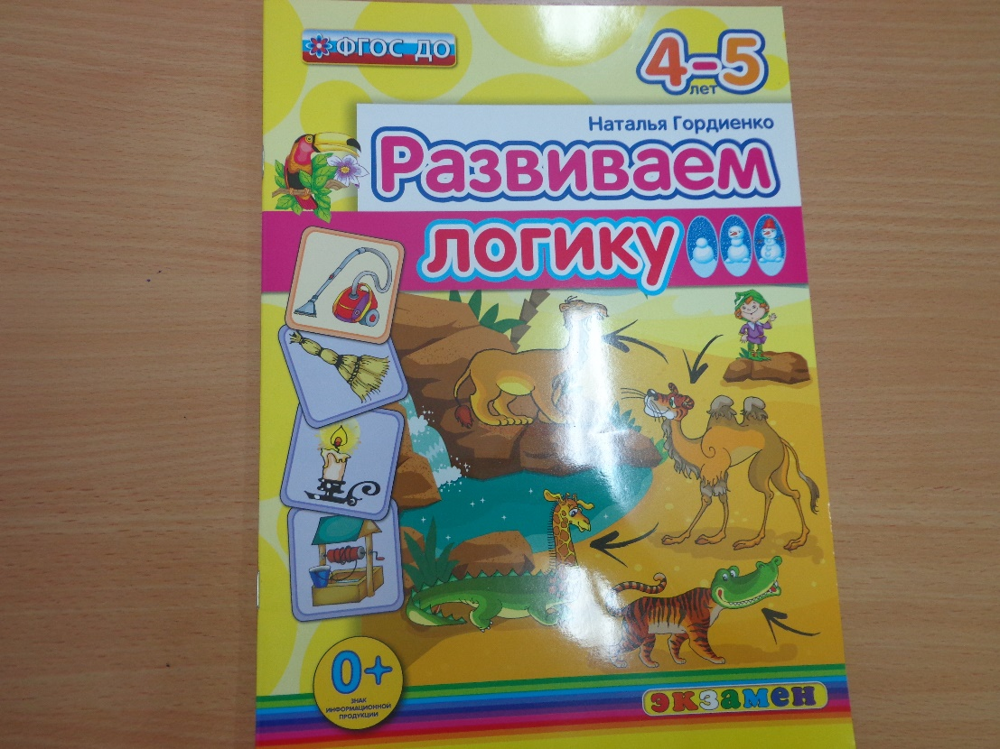 ФГОС ДО
4-5
лет
Наталья Гордиенко
Развиваем
логику
0+
ЗНАК
ИНФОРМАЦИОННОЙ
ПРОДУКЦИИ
экзамен